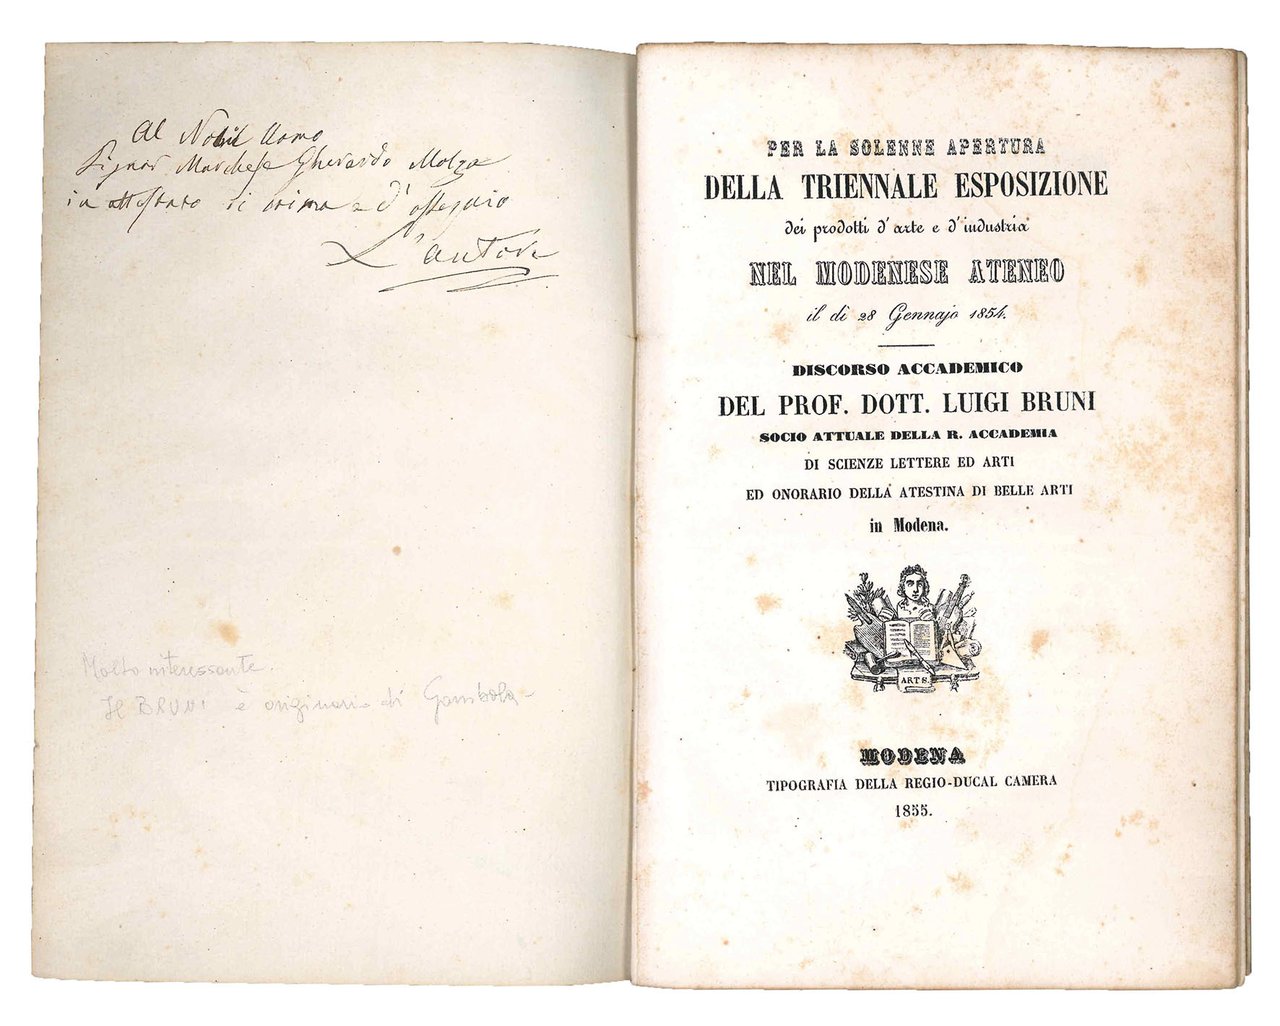 Al Nobil Uomo
Signor Marchese Gherardo Molza
in attestato di stima e d'ossequio
L'autore
Molto interessante.
Il BRUNI è originario di
PER LA SOLENNE APERTURA
DELLA TRIENNALE ESPOSIZIONE
dei prodotti d'arte e d'industria
NEL MODENESE ATENEO
il dì 28 Gennajo 1854.
DISCORSO ACCADEMICO
DEL PROF. DOTT. LUIGI BRUNI
SOCIO ATTUALE DELLA R. ACCADEMIA
DI SCIENZE LETTERE ED ARTI
ED ONORARIO DELLA ATESTINA DI BELLE ARTI
in Modena.
ARTS.
MODENA
TIPOGRAFIA DELLA REGIO-DUCAL CAMERA
1855.